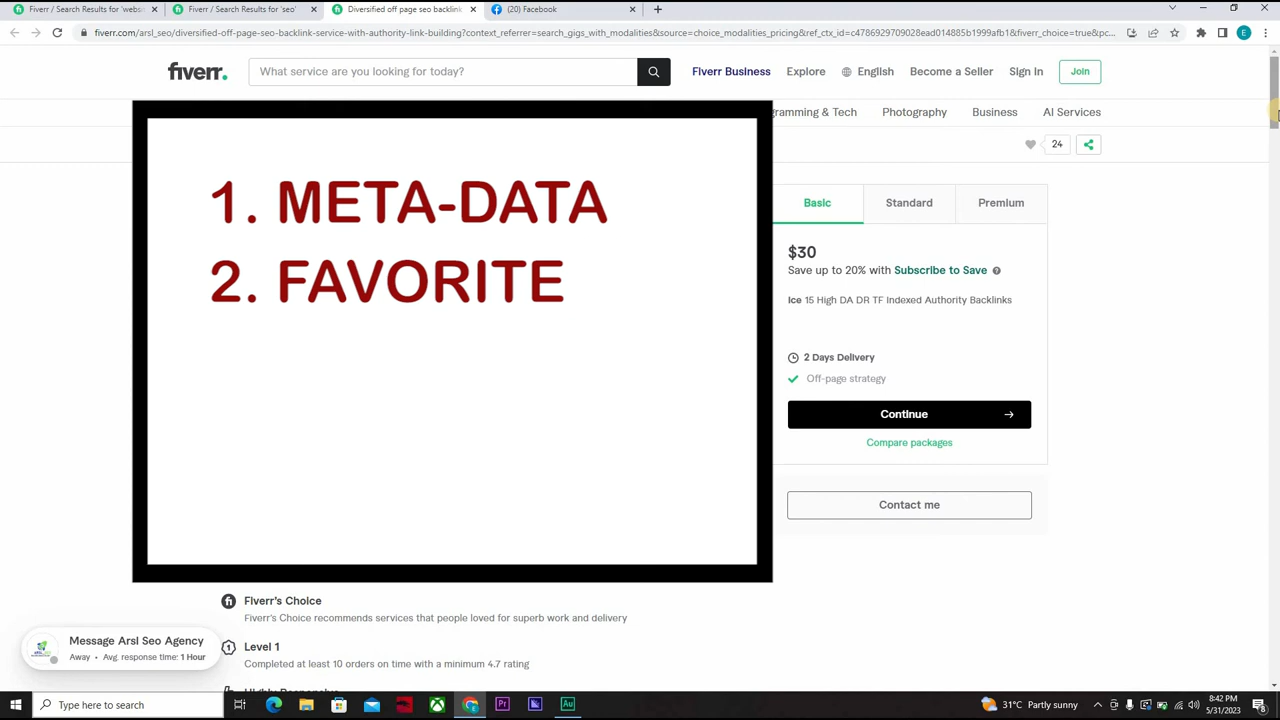 Fiverr / Search Results for 'websi
Fiverr / Search Results for 'seo'
Diversified off page seo backlink
(20) Facebook
fiverr.com/arsl_seo/diversified-off-page-seo-backlink-service-with-authority-link-building?context_referrer=search_gigs_with_modalities&source=choice_modalities_pricing&ref_ctx_id=c4786929709028ead014885b1999afb1&fiverr_choice=true&pc...
E
fiverr.
What service are you looking for today?
Fiverr Business
Explore
English
Become a Seller
Sign in
Join
gramming & Tech
Photography
Business
AI Services
24
1. META-DATA
2. FAVORITE
Basic
Standard
Premium
$30
Save up to 20% with Subscribe to Save
Ice 15 High DA DR TF Indexed Authority Backlinks
2 Days Delivery
Off-page strategy
Continue
Compare packages
Contact me
Fiverr's Choice
Fiverr's Choice recommends services that people loved for superb work and delivery
Level 1
Completed at least 10 orders on time with a minimum 4.7 rating
Message Arsl Seo Agency
Away • Avg. response time: 1 Hour
Type here to search
Pr
Au
31°C Partly sunny
8:42 PM
5/31/2023